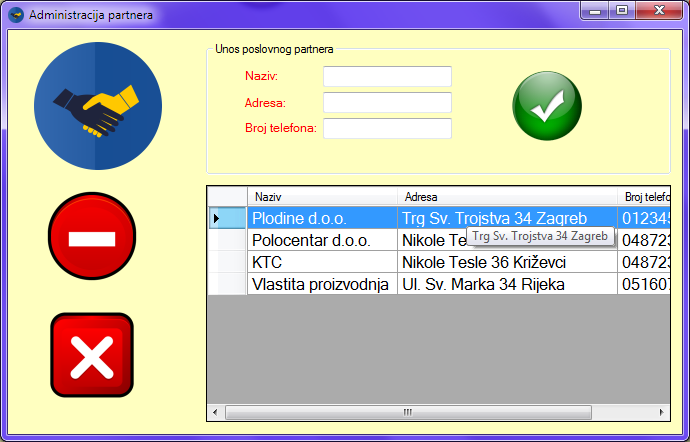 Administracija partnera
Unos poslovnog partnera
Naziv:
Adresa:
Broj telefona:
Naziv Adresa Broj telefo
Plodine d.o.o. Trg Sv. Trojstva 34 Zagreb 012345
Polocentar d.o.o. Nikole Te 048723
Trg Sv. Trojstva 34 Zagreb
KTC Nikole Tesle 36 Križevci 048723
Vlastita proizvodnja Ul. Sv. Marka 34 Rijeka 051607